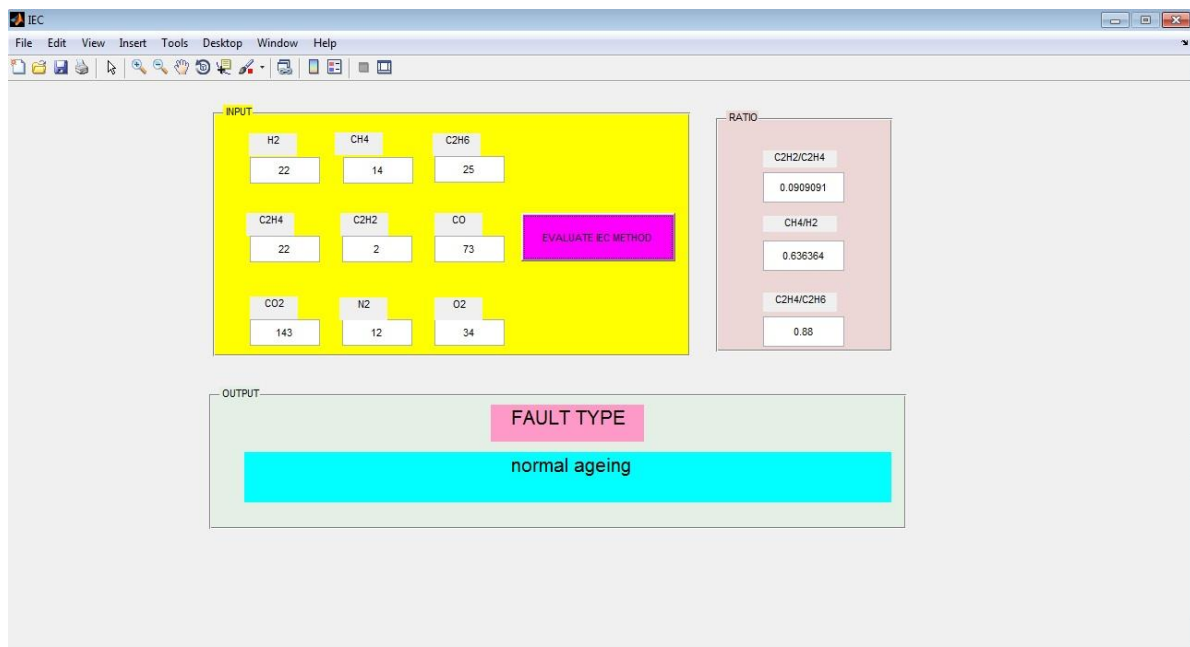 IEC
File Edit View Insert Tools Desktop Window Help
INPUT
H2 CH4 C2H6
22 14 25
C2H4 C2H2 CO
22 2 73
EVALUATE IEC METHOD
CO2 N2 O2
143 12 34
RATIO
C2H2/C2H4
0.0909091
CH4/H2
0.636364
C2H4/C2H6
0.88
OUTPUT
FAULT TYPE
normal ageing